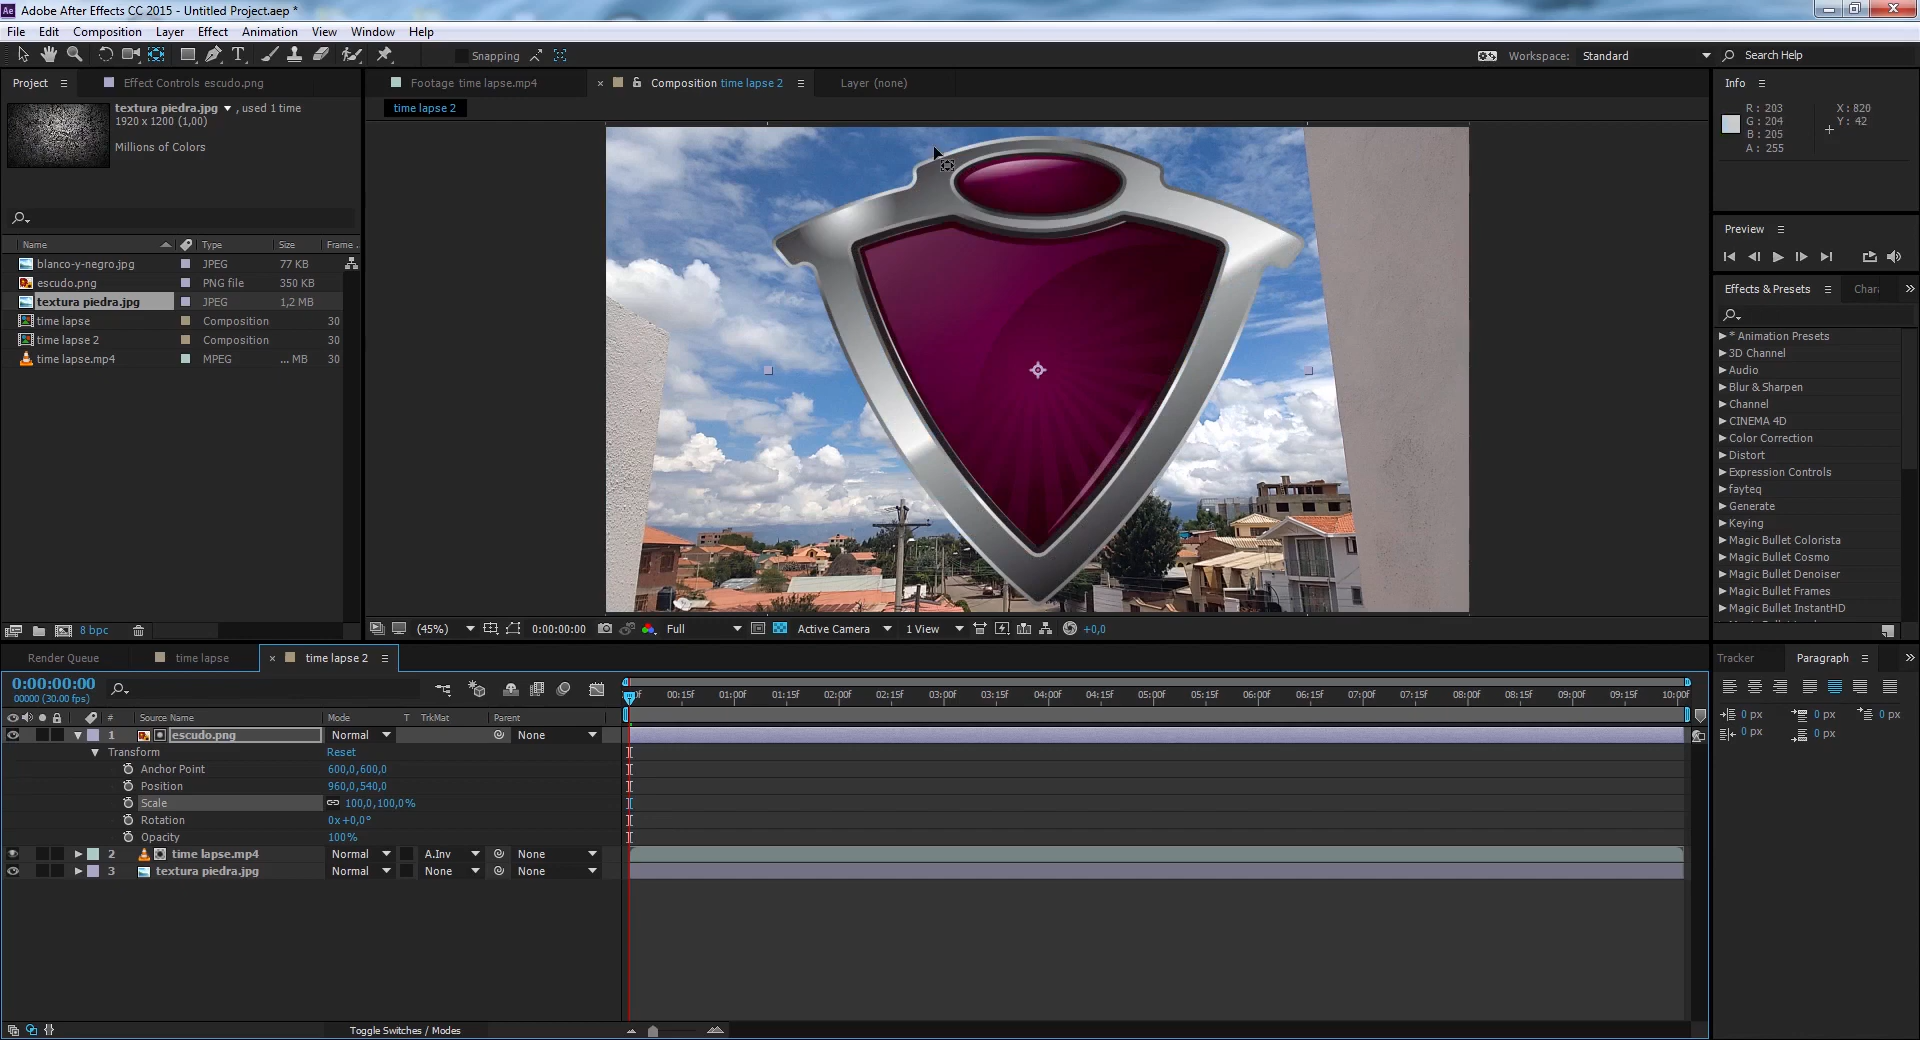 Adobe After Effects CC 2015 - Untitled Project.aep *
File Edit Composition Layer Effect Animation View Window Help
Snapping
Workspace: Standard
Search Help
Project
Effect Controls escudo.png
Footage time lapse.mp4
Composition time lapse 2
Layer (none)
Info
time lapse 2
textura piedra.jpg , used 1 time
1920 x 1200 (1,00)
Millions of Colors
R : 203
G : 204
B : 205
A : 255
X : 820
Y : 42
Name Type Size Frame ..
blanco-y-negro.jpg JPEG 77 KB
escudo.png PNG file 350 KB
textura piedra.jpg JPEG 1,2 MB
time lapse Composition 30
time lapse 2 Composition 30
time lapse.mp4 MPEG ... MB 30
8 bpc
Preview
Effects & Presets Chara
* Animation Presets
3D Channel
Audio
Blur & Sharpen
Channel
CINEMA 4D
Color Correction
Distort
Expression Controls
fayteq
Generate
Keying
Magic Bullet Colorista
Magic Bullet Cosmo
Magic Bullet Denoiser
Magic Bullet Frames
Magic Bullet InstantHD
(45%) 0:00:00:00 Full Active Camera 1 View +0,0
Render Queue time lapse time lapse 2
0:00:00:00
00000 (30.00 fps)
00:15f 01:00f 01:15f 02:00f 02:15f 03:00f 03:15f 04:00f 04:15f 05:00f 05:15f 06:00f 06:15f 07:00f 07:15f 08:00f 08:15f 09:00f 09:15f 10:00f
# Source Name Mode T TrkMat Parent
1 escudo.png Normal None
Transform Reset
Anchor Point 600,0,600,0
Position 960,0,540,0
Scale 100,0,100,0%
Rotation 0x+0,0°
Opacity 100%
2 time lapse.mp4 Normal A.Inv None
3 textura piedra.jpg Normal None None
Toggle Switches / Modes
Tracker Paragraph
0 px 0 px 0 px
0 px 0 px